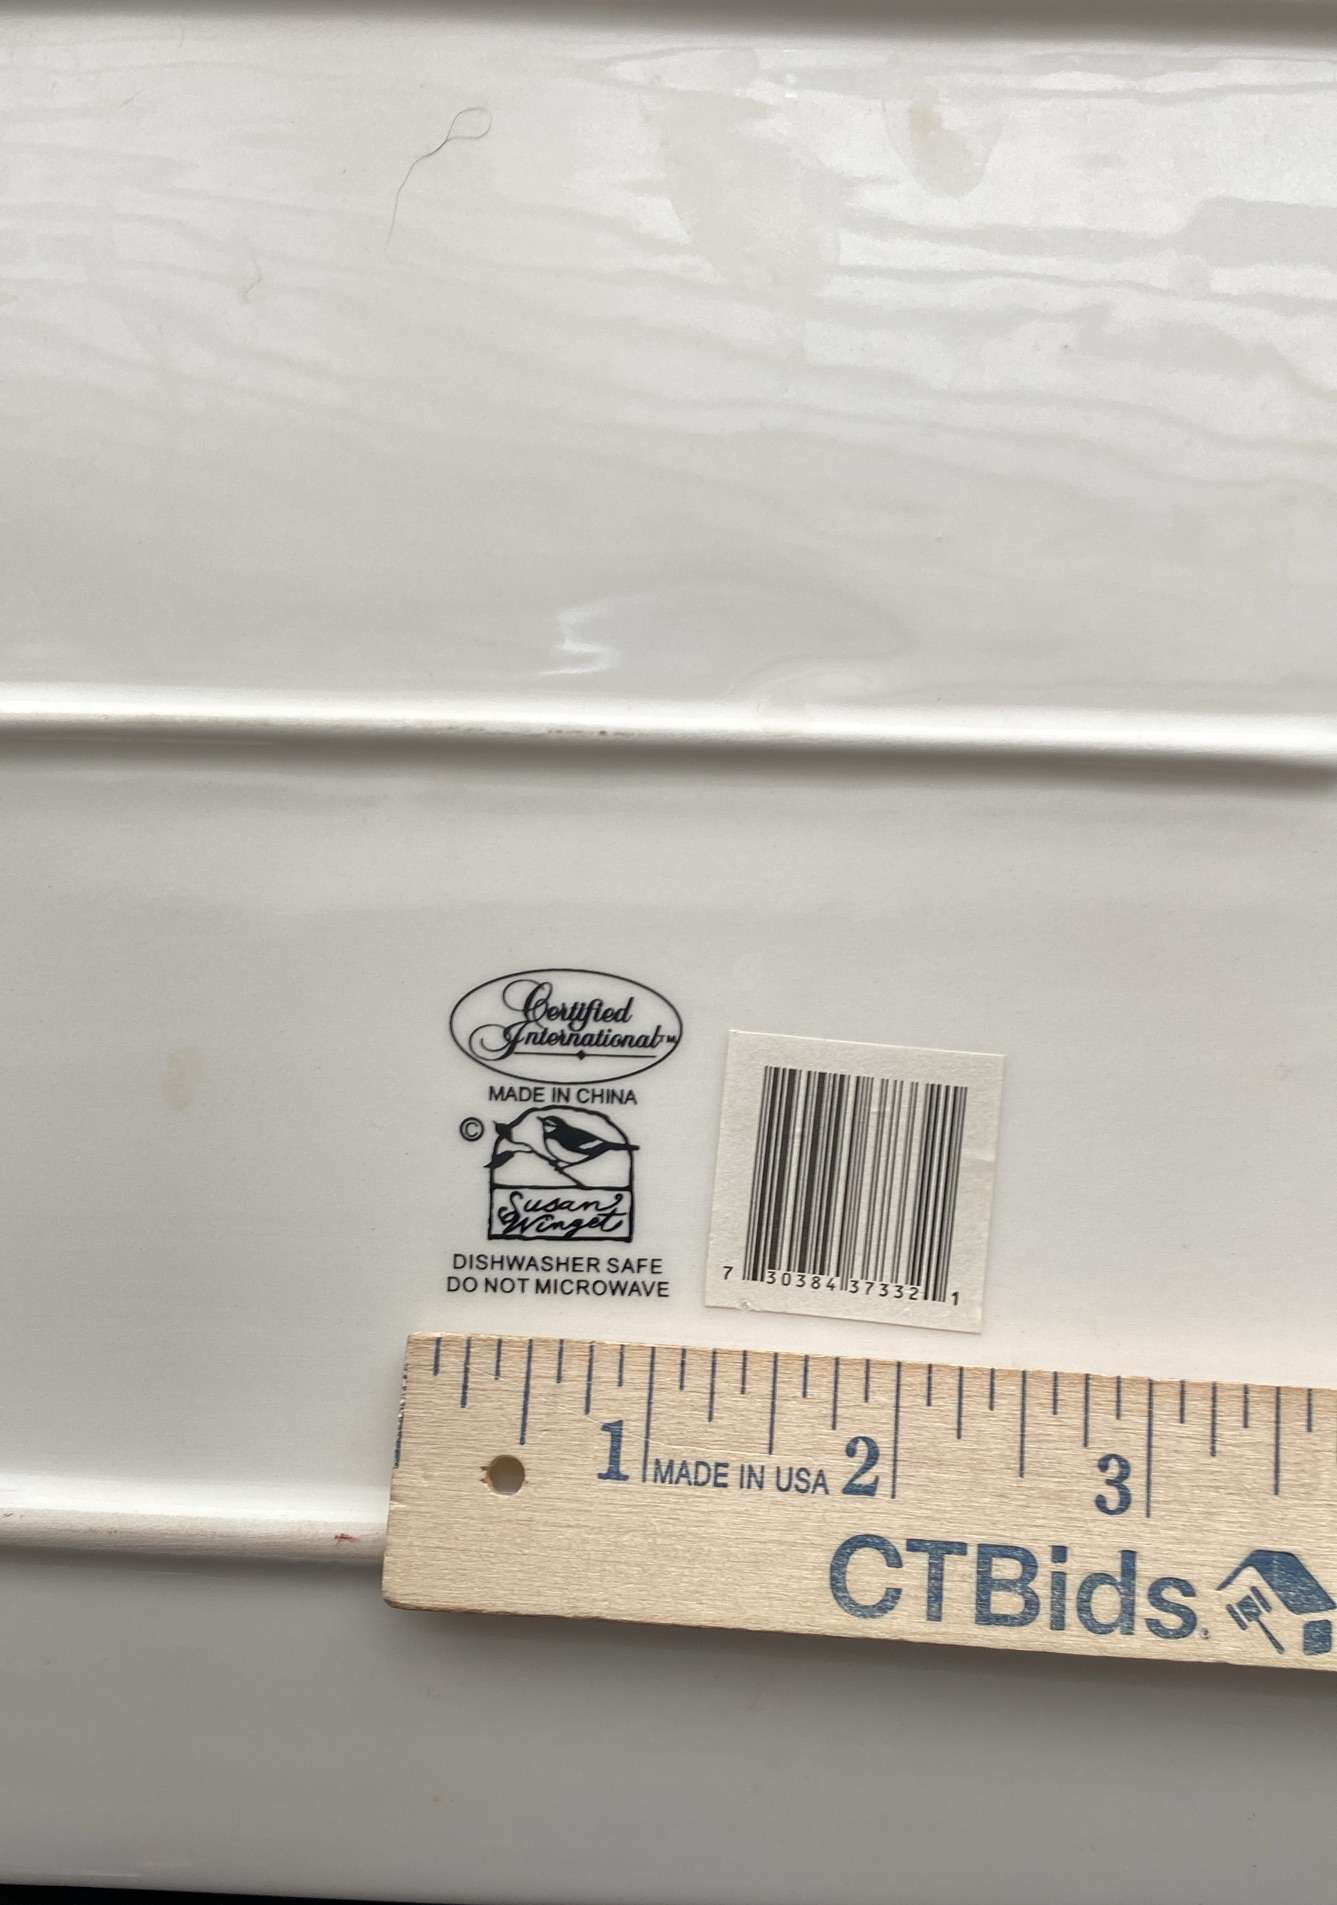 Certified
International™
MADE IN CHINA
©
Susan
Winget
DISHWASHER SAFE
DO NOT MICROWAVE
7 30384 37332 1
1 MADE IN USA 2 3
CTBids.